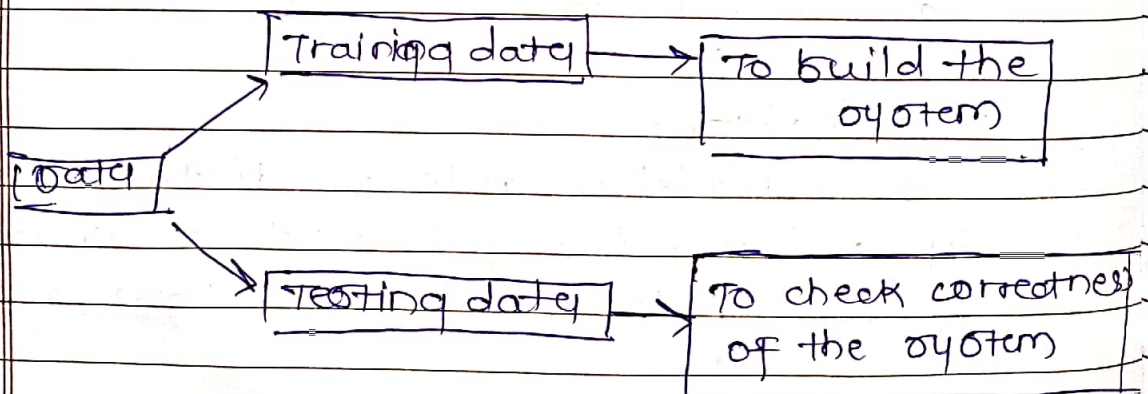 Training data
To build the
system
Data
Testing data
To check correctness
of the system